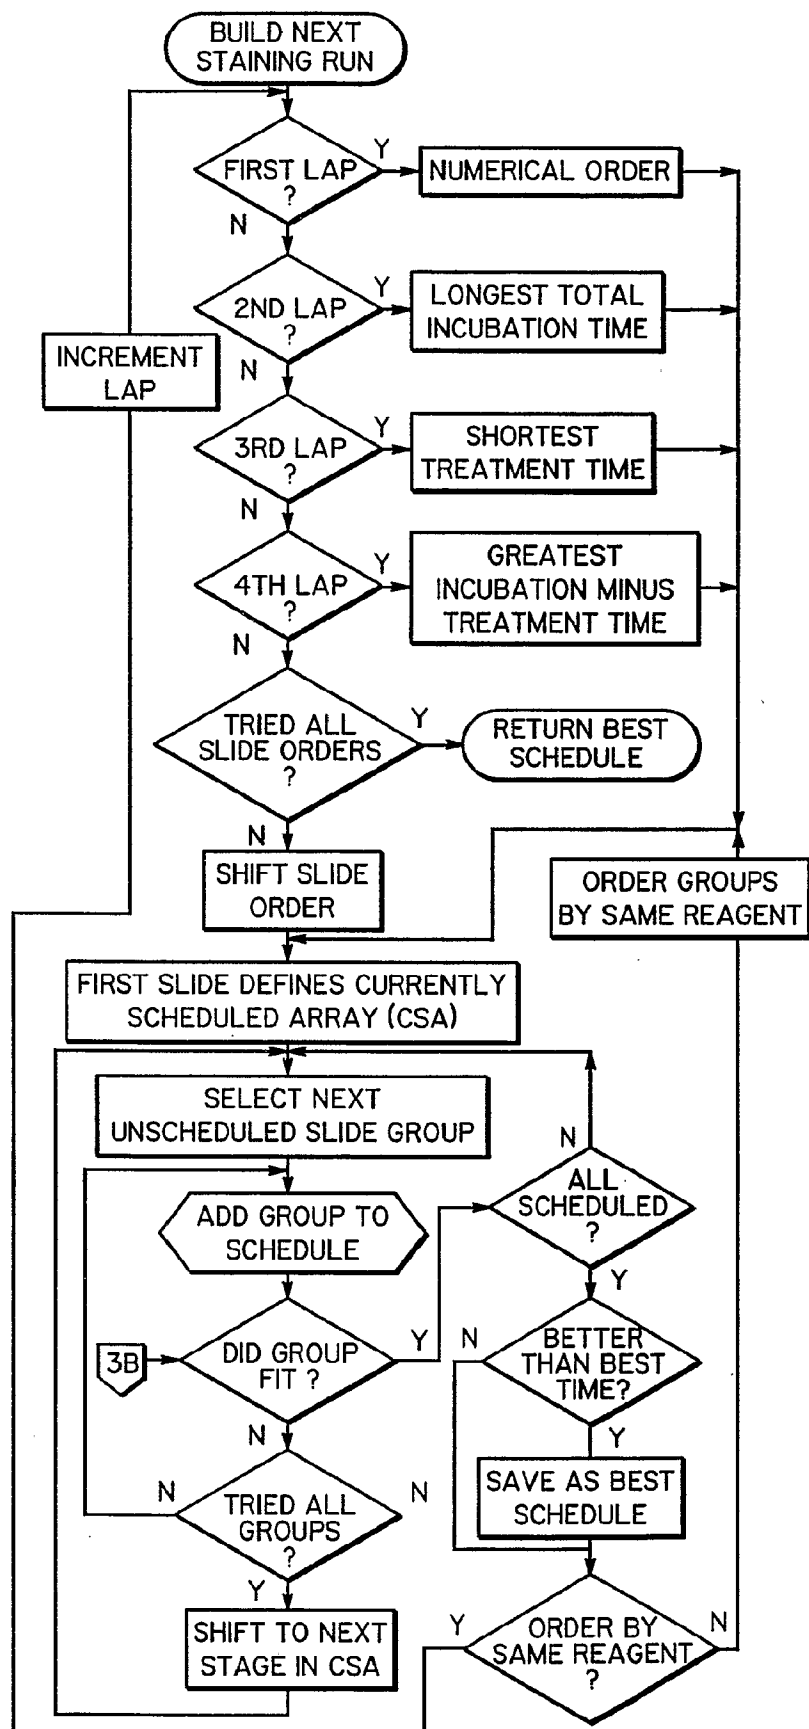 BUILD NEXT
STAINING RUN
FIRST LAP
?
Y
NUMERICAL ORDER
N
2ND LAP
?
Y
LONGEST TOTAL
INCUBATION TIME
INCREMENT
LAP
N
3RD LAP
?
Y
SHORTEST
TREATMENT TIME
N
4TH LAP
?
Y
GREATEST
INCUBATION MINUS
TREATMENT TIME
N
TRIED ALL
SLIDE ORDERS
?
Y
RETURN BEST
SCHEDULE
N
SHIFT SLIDE
ORDER
ORDER GROUPS
BY SAME REAGENT
FIRST SLIDE DEFINES CURRENTLY
SCHEDULED ARRAY (CSA)
SELECT NEXT
UNSCHEDULED SLIDE GROUP
N
ALL
SCHEDULED
?
Y
ADD GROUP TO
SCHEDULE
3B
DID GROUP
FIT ?
Y
N
N
BETTER
THAN BEST
TIME?
Y
TRIED ALL
GROUPS
?
N
N
Y
SAVE AS BEST
SCHEDULE
SHIFT TO NEXT
STAGE IN CSA
Y
ORDER BY
SAME REAGENT
?
N